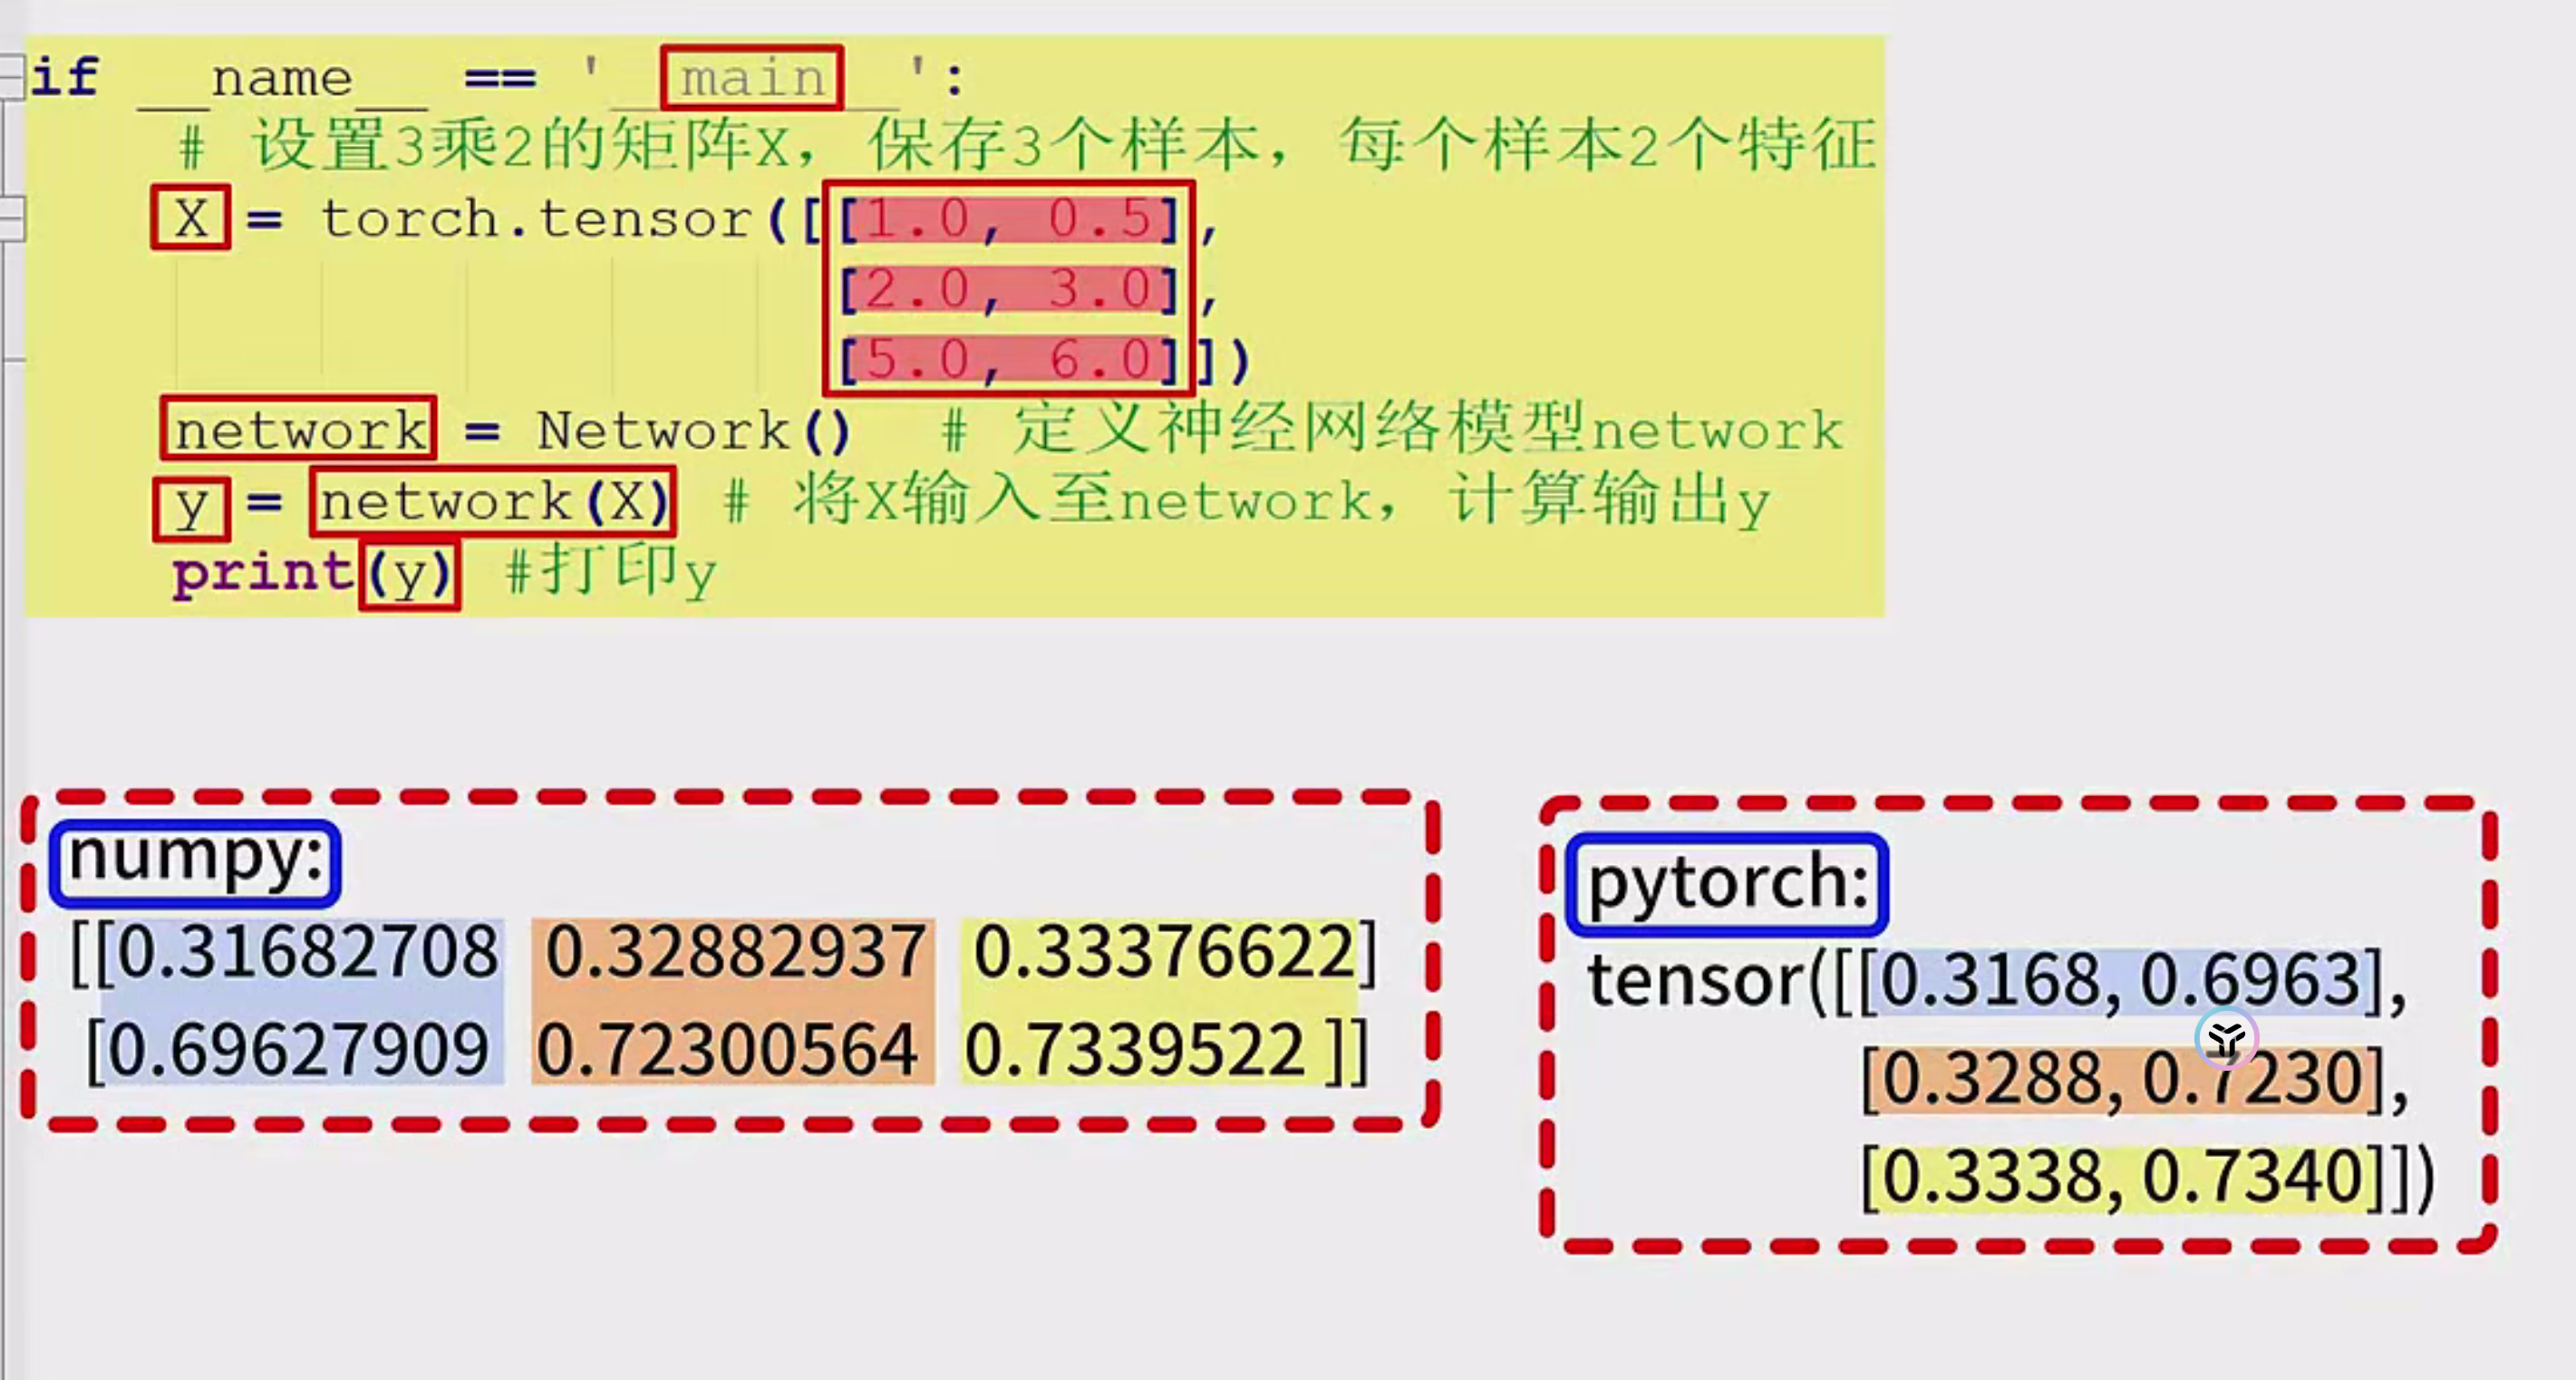 if __name__ == '__main__':
# 设置3乘2的矩阵X，保存3个样本，每个样本2个特征
X = torch.tensor([[1.0, 0.5],
[2.0, 3.0],
[5.0, 6.0]])
network = Network()  # 定义神经网络模型network
y = network(X)  # 将X输入至network，计算输出y
print(y)  #打印y
numpy:
[[0.31682708 0.32882937 0.33376622]
[0.69627909 0.72300564 0.7339522 ]]
pytorch:
tensor([[0.3168, 0.6963],
[0.3288, 0.7230],
[0.3338, 0.7340]])